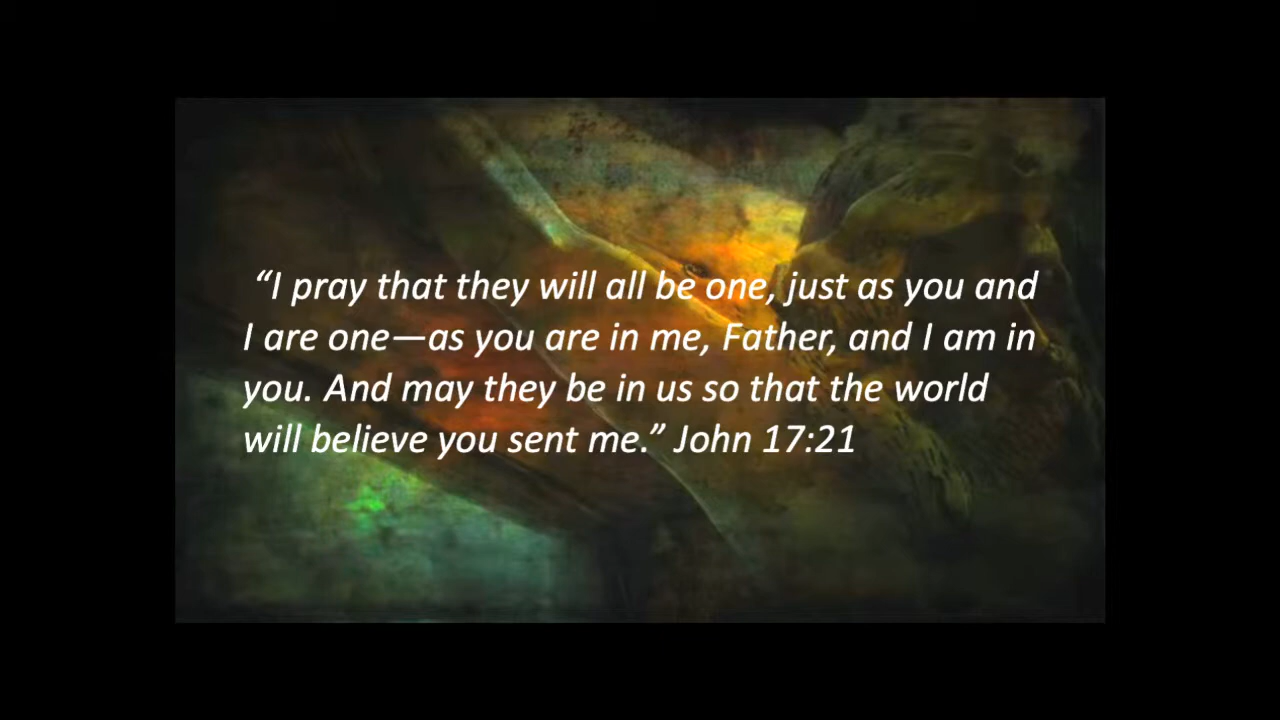 “I pray that they will all be one, just as you and
I are one—as you are in me, Father, and I am in
you. And may they be in us so that the world
will believe you sent me.” John 17:21